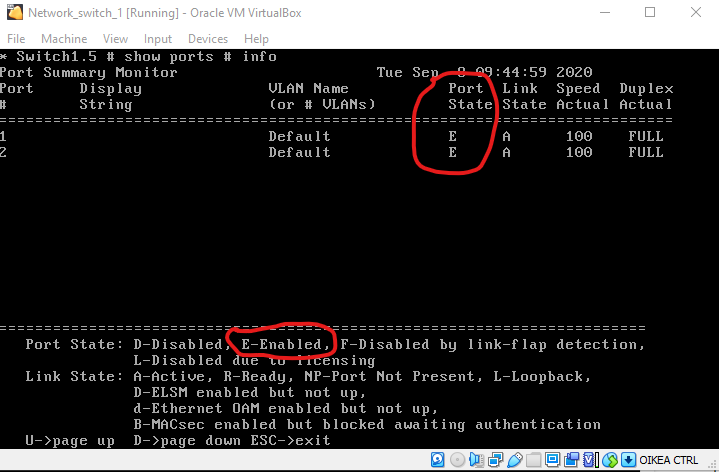 Network_switch_1 [Running] - Oracle VM VirtualBox
File Machine View Input Devices Help
* Switch1.5 # show ports # info
Port Summary Monitor Tue Sep 8 09:44:59 2020
Port Display VLAN Name Port Link Speed Duplex
# String (or # VLANs) State State Actual Actual
1 Default E A 100 FULL
2 Default E A 100 FULL
Port State: D-Disabled, E-Enabled, F-Disabled by link-flap detection,
L-Disabled due to licensing
Link State: A-Active, R-Ready, NP-Port Not Present, L-Loopback,
D-ELSM enabled but not up,
d-Ethernet OAM enabled but not up,
B-MACsec enabled but blocked awaiting authentication
U->page up D->page down ESC->exit
OIKEA CTRL